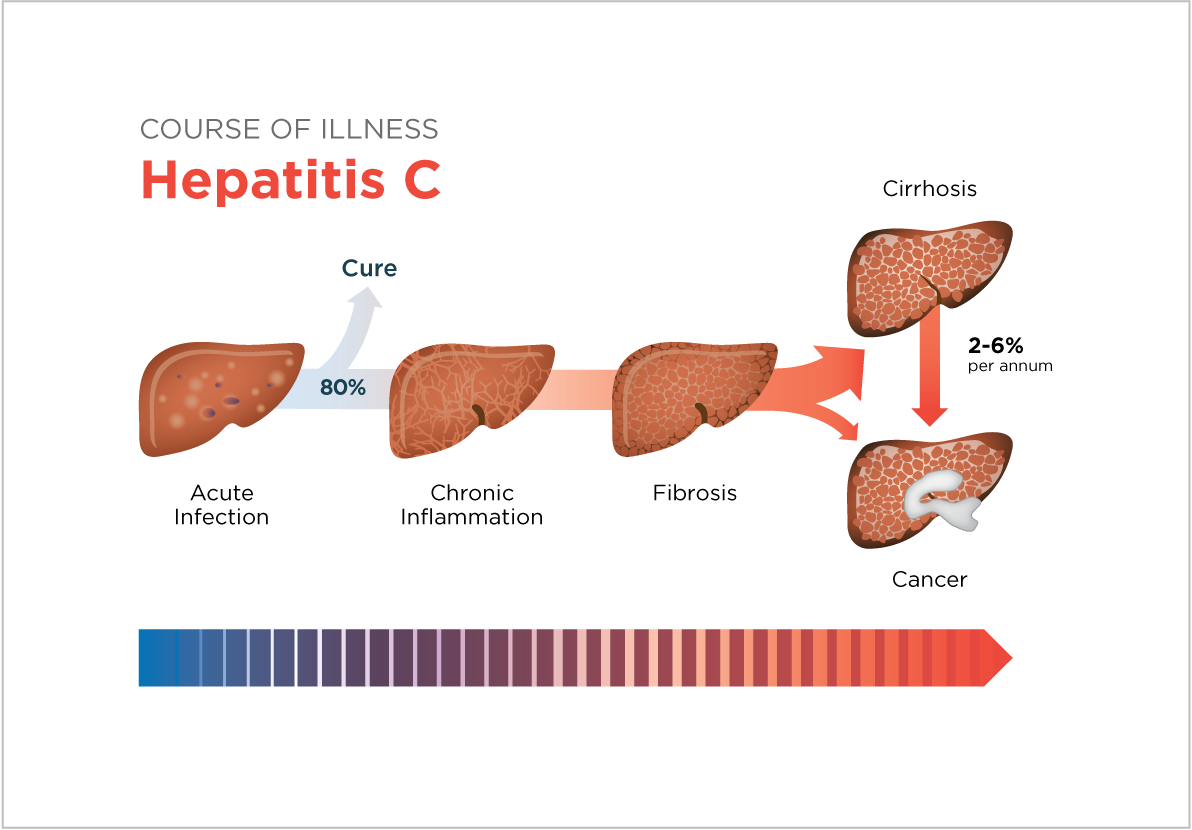 COURSE OF ILLNESS
Hepatitis C
Cirrhosis
Cure
2-6%
per annum
80%
Acute
Infection
Chronic
Inflammation
Fibrosis
Cancer